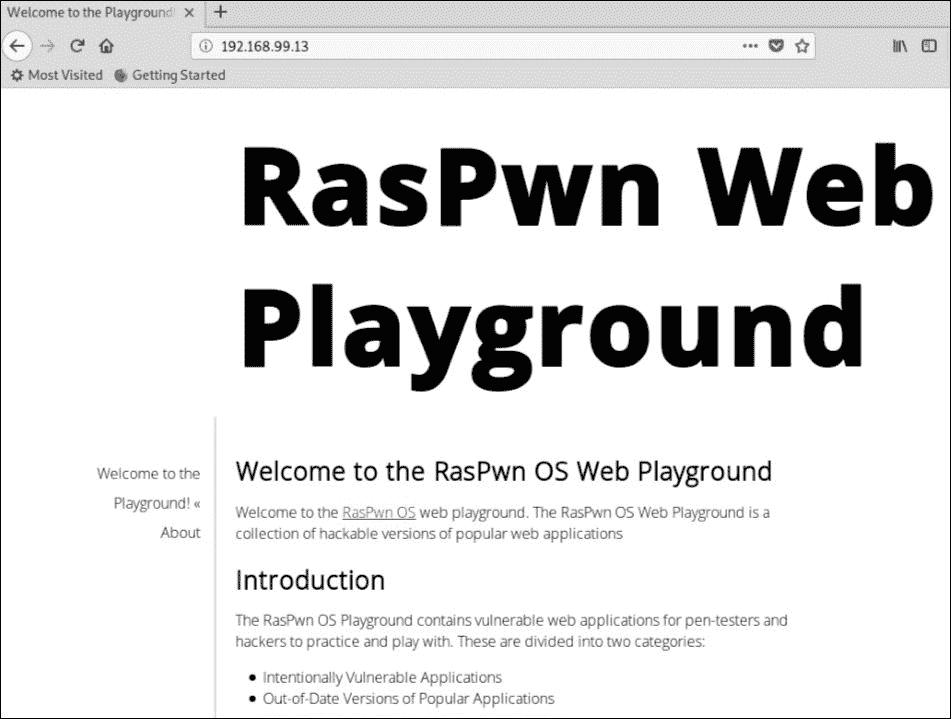 Welcome to the Playground!
192.168.99.13
Most Visited Getting Started
RasPwn Web
Playground
Welcome to the
Playground! «
About
Welcome to the RasPwn OS Web Playground
Welcome to the RasPwn OS web playground. The RasPwn OS Web Playground is a
collection of hackable versions of popular web applications
Introduction
The RasPwn OS Playground contains vulnerable web applications for pen-testers and
hackers to practice and play with. These are divided into two categories:
• Intentionally Vulnerable Applications
• Out-of-Date Versions of Popular Applications